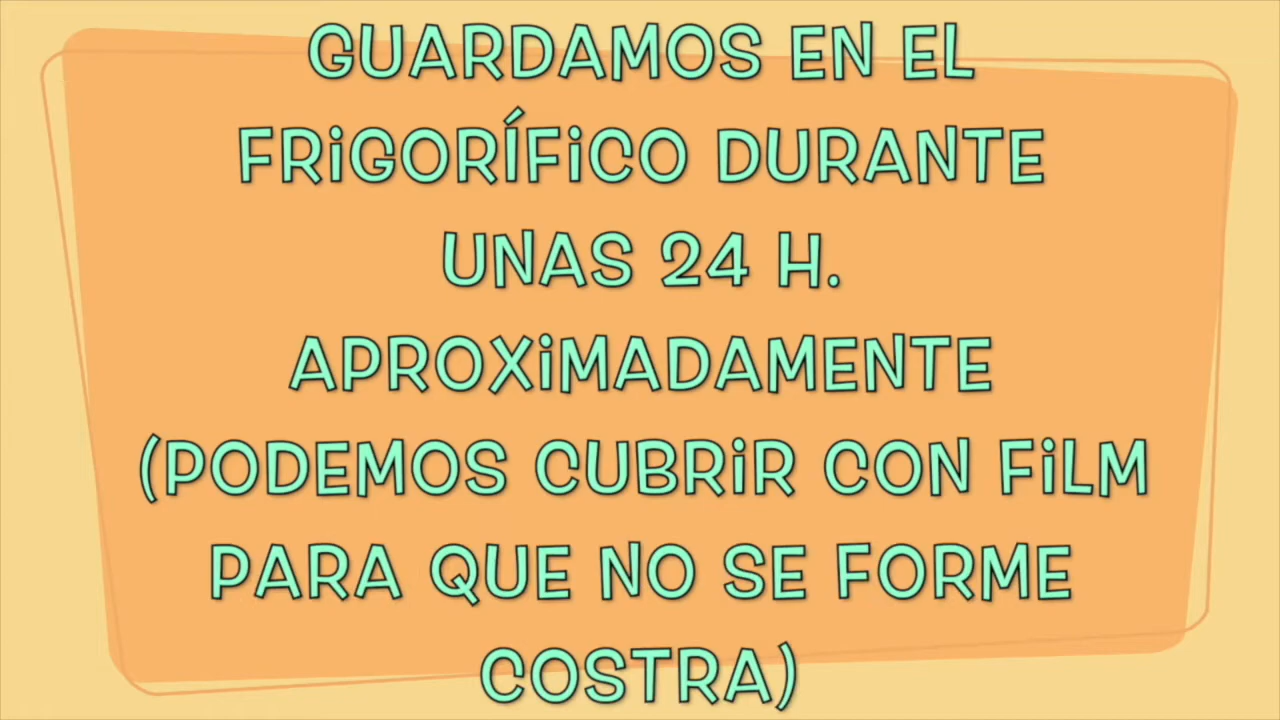 GUARDAMOS EN EL
FRiGORÍFiCO DURANTE
UNAS 24 H.
APROXiMADAMENTE
(PODEMOS CUBRiR CON FiLM
PARA QUE NO SE FORME
COSTRA)